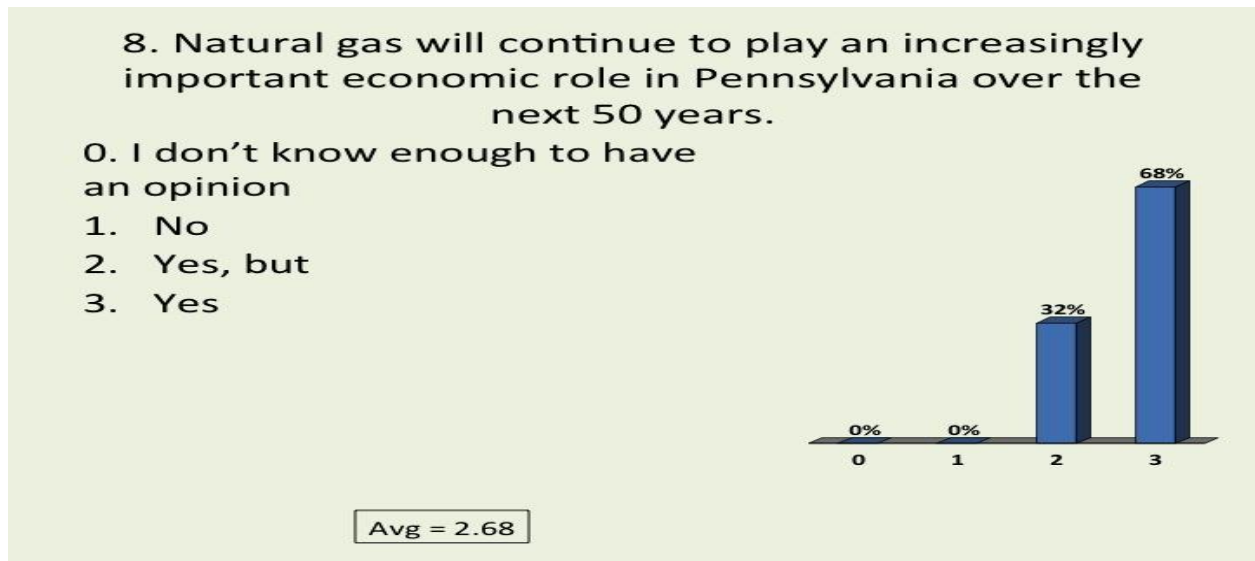 8. Natural gas will continue to play an increasingly
important economic role in Pennsylvania over the
next 50 years.
0. I don’t know enough to have
an opinion
1. No
2. Yes, but
3. Yes
68%
32%
0% 0%
0 1 2 3
Avg = 2.68